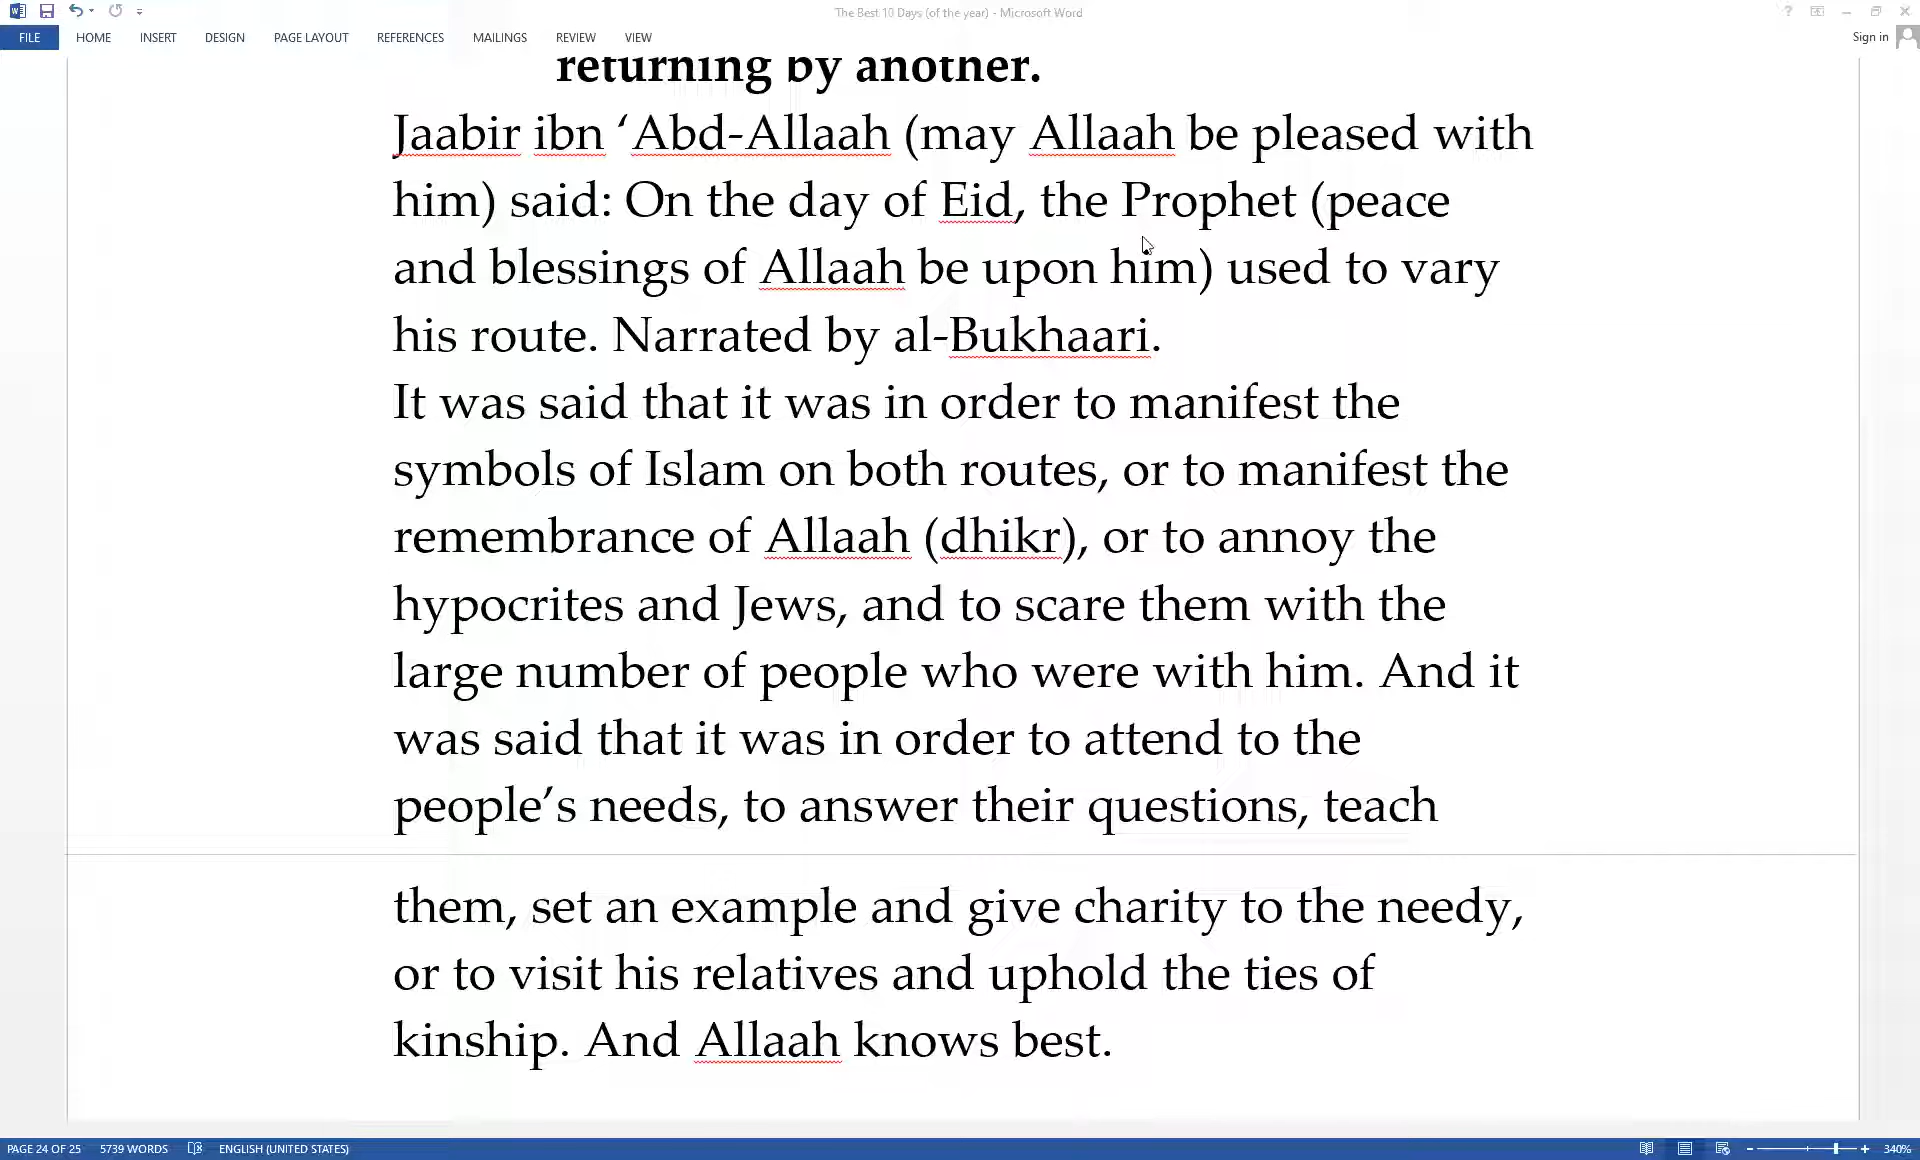 The Best 10 Days (of the year) - Microsoft Word
FILE HOME INSERT DESIGN PAGE LAYOUT REFERENCES MAILINGS REVIEW VIEW Sign in
returning by another.
Jaabir ibn ‘Abd-Allaah (may Allaah be pleased with
him) said: On the day of Eid, the Prophet (peace
and blessings of Allaah be upon him) used to vary
his route. Narrated by al-Bukhaari.
It was said that it was in order to manifest the
symbols of Islam on both routes, or to manifest the
remembrance of Allaah (dhikr), or to annoy the
hypocrites and Jews, and to scare them with the
large number of people who were with him. And it
was said that it was in order to attend to the
people’s needs, to answer their questions, teach
them, set an example and give charity to the needy,
or to visit his relatives and uphold the ties of
kinship. And Allaah knows best.
PAGE 24 OF 25 5739 WORDS ENGLISH (UNITED STATES) 340%